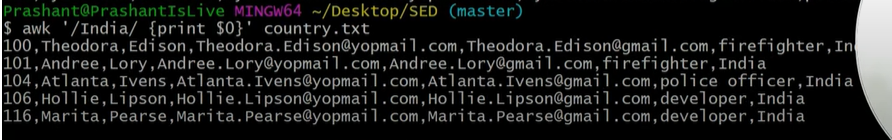 Prashant@PrashantIsLive MINGW64 ~/Desktop/SED (master)
$ awk '/India/ {print $0}' country.txt
100,Theodora,Edison,Theodora.Edison@yopmail.com,Theodora.Edison@gmail.com,firefighter,In
101,Andree,Lory,Andree.Lory@yopmail.com,Andree.Lory@gmail.com,firefighter,India
104,Atlanta,Ivens,Atlanta.Ivens@yopmail.com,Atlanta.Ivens@gmail.com,police officer,India
106,Hollie,Lipson,Hollie.Lipson@yopmail.com,Hollie.Lipson@gmail.com,developer,India
116,Marita,Pearse,Marita.Pearse@yopmail.com,Marita.Pearse@gmail.com,developer,India